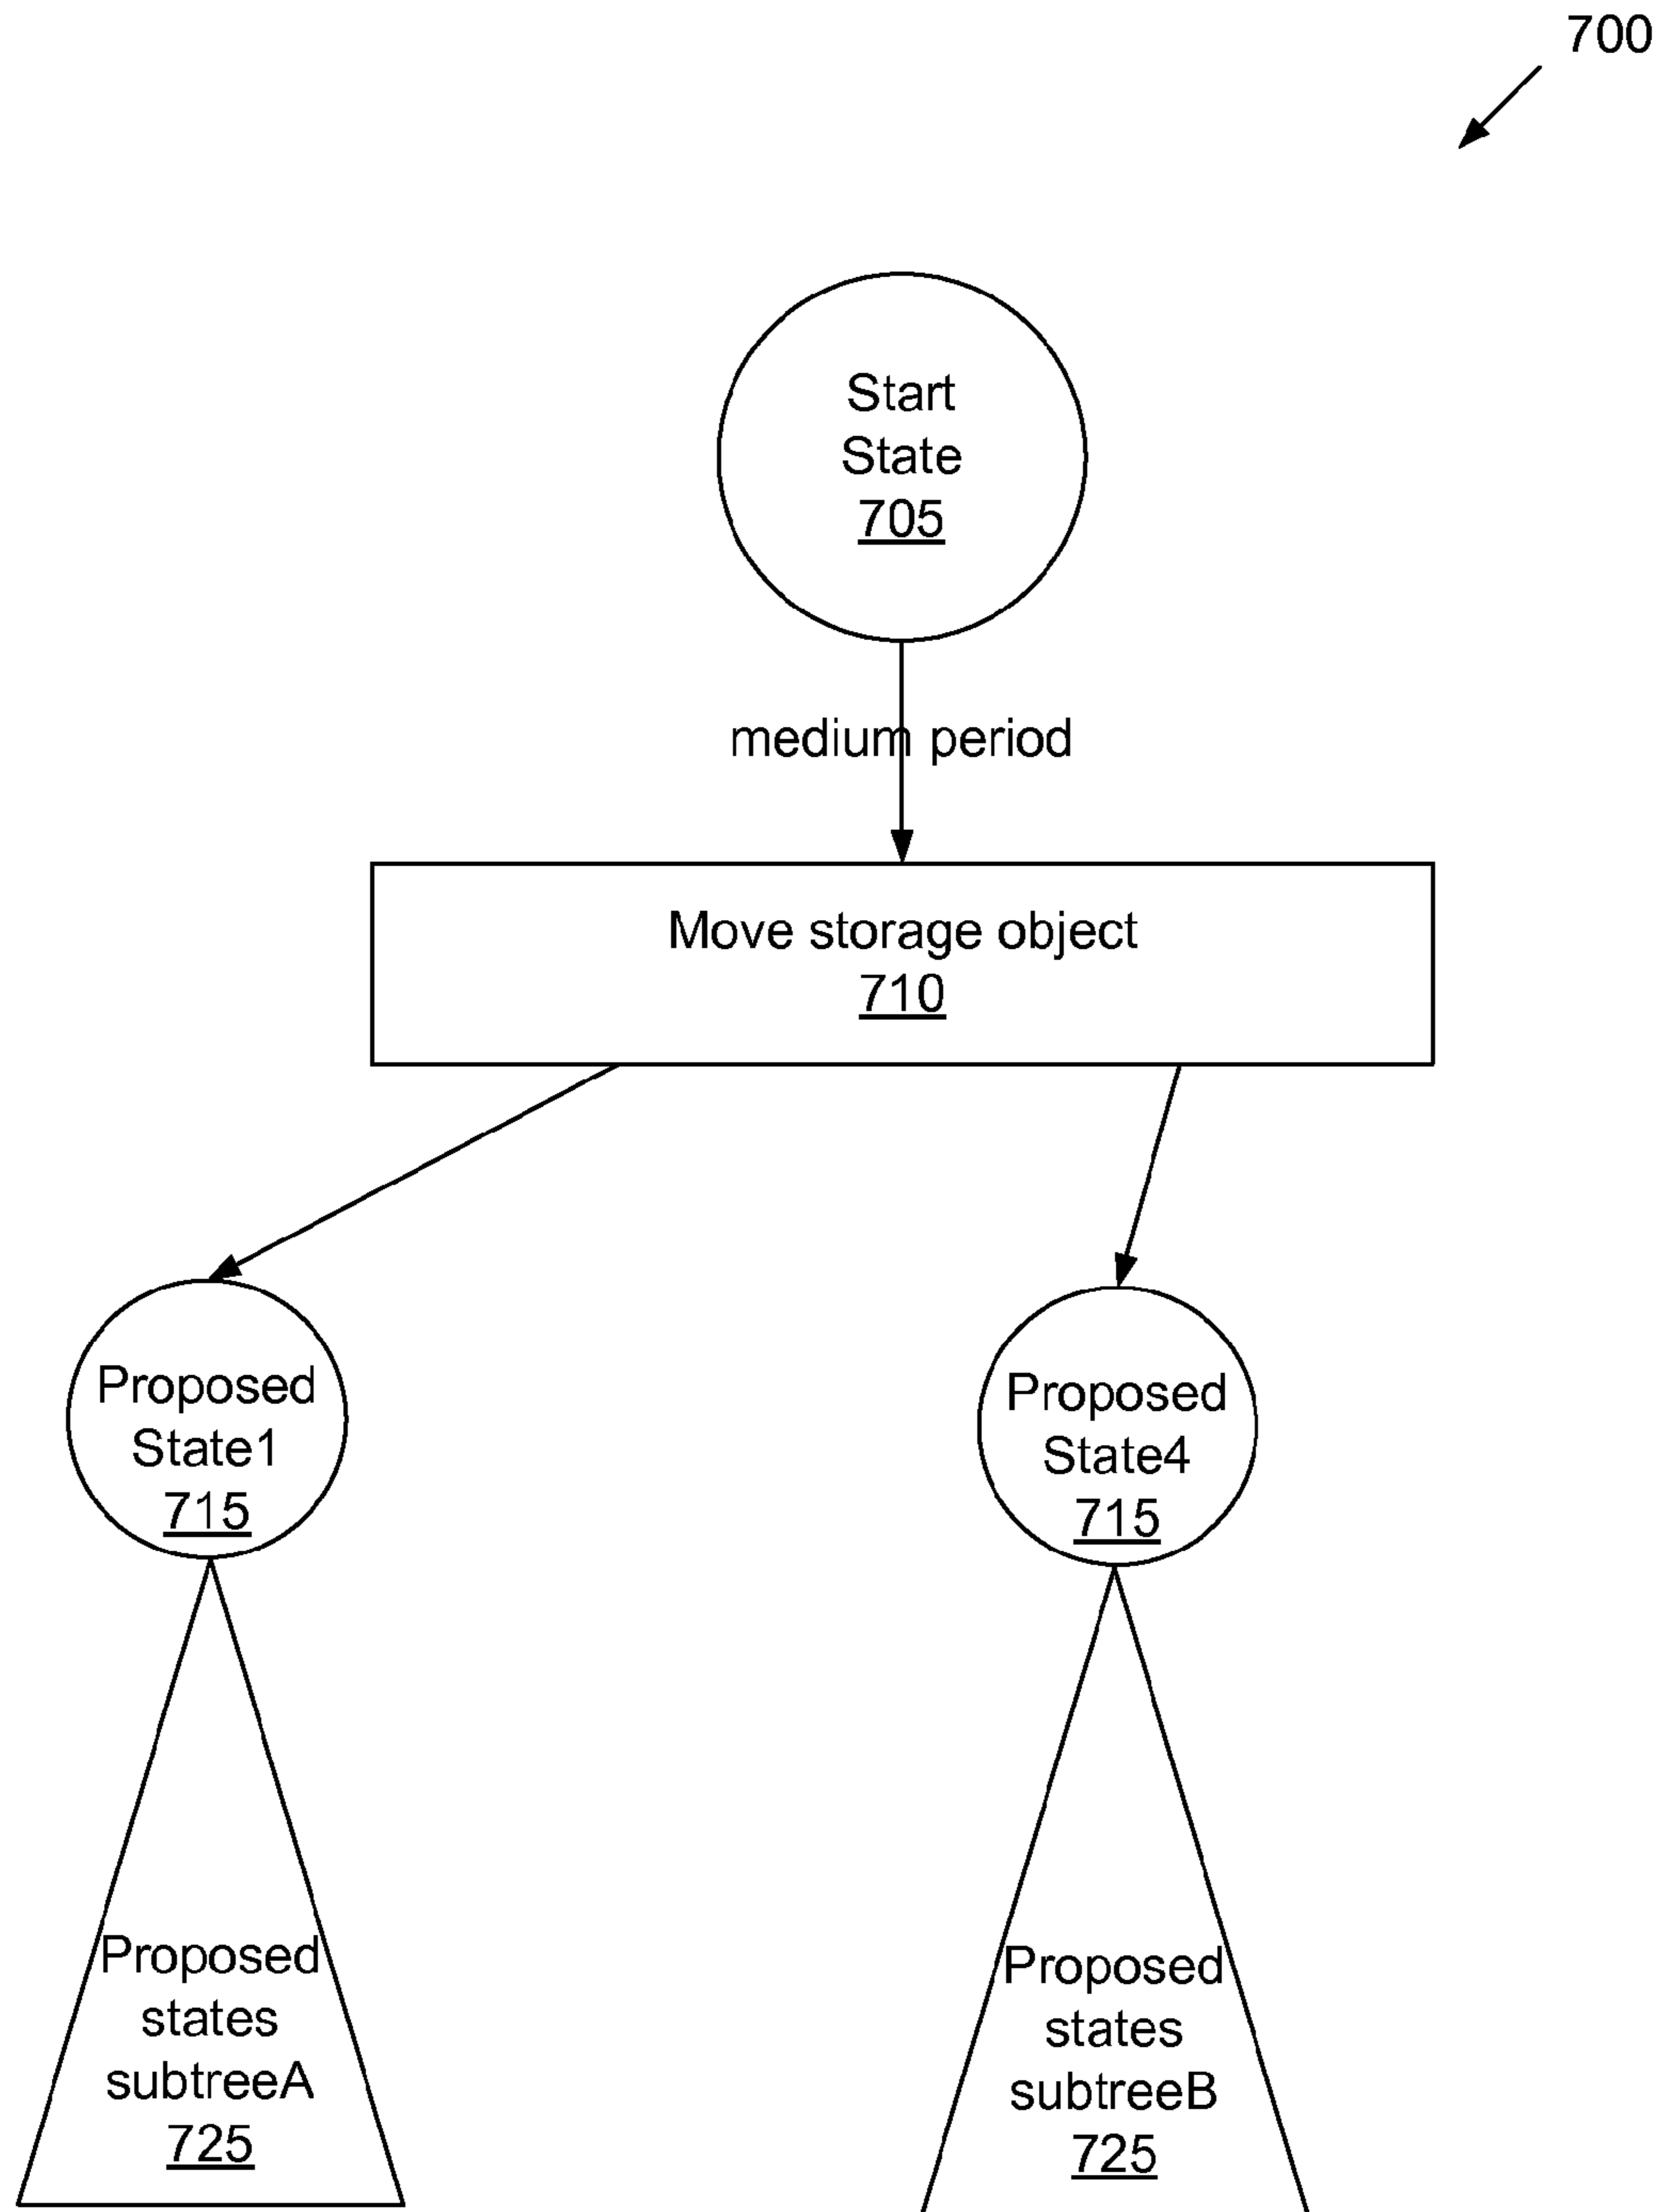 700
Start
State
705
medium period
Move storage object
710
Proposed
State1
715
Proposed
State4
715
Proposed
states
subtreeA
725
Proposed
states
subtreeB
725